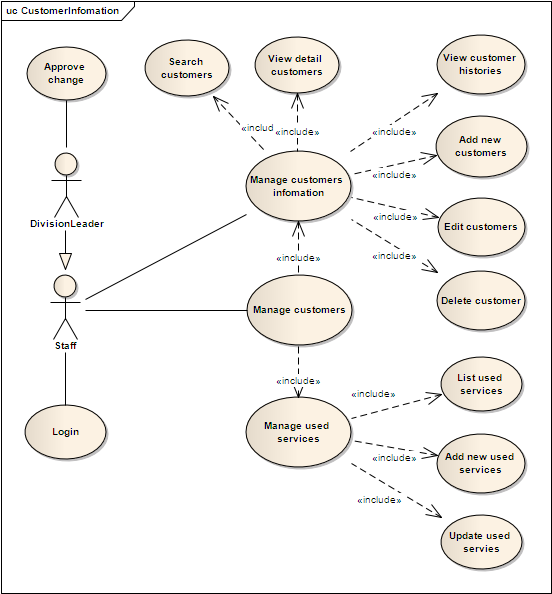 uc CustomerInfomation
Approve
change
Search
customers
View detail
customers
View customer
histories
«includ
«include»
«include»
Add new
customers
«include»
Manage customers
infomation
DivisionLeader
«include»
Edit customers
«include»
«include»
Delete customer
Manage customers
Staff
«include»
List used
services
«include»
Login
Manage used
services
«include»
Add new used
services
«include»
Update used
servies